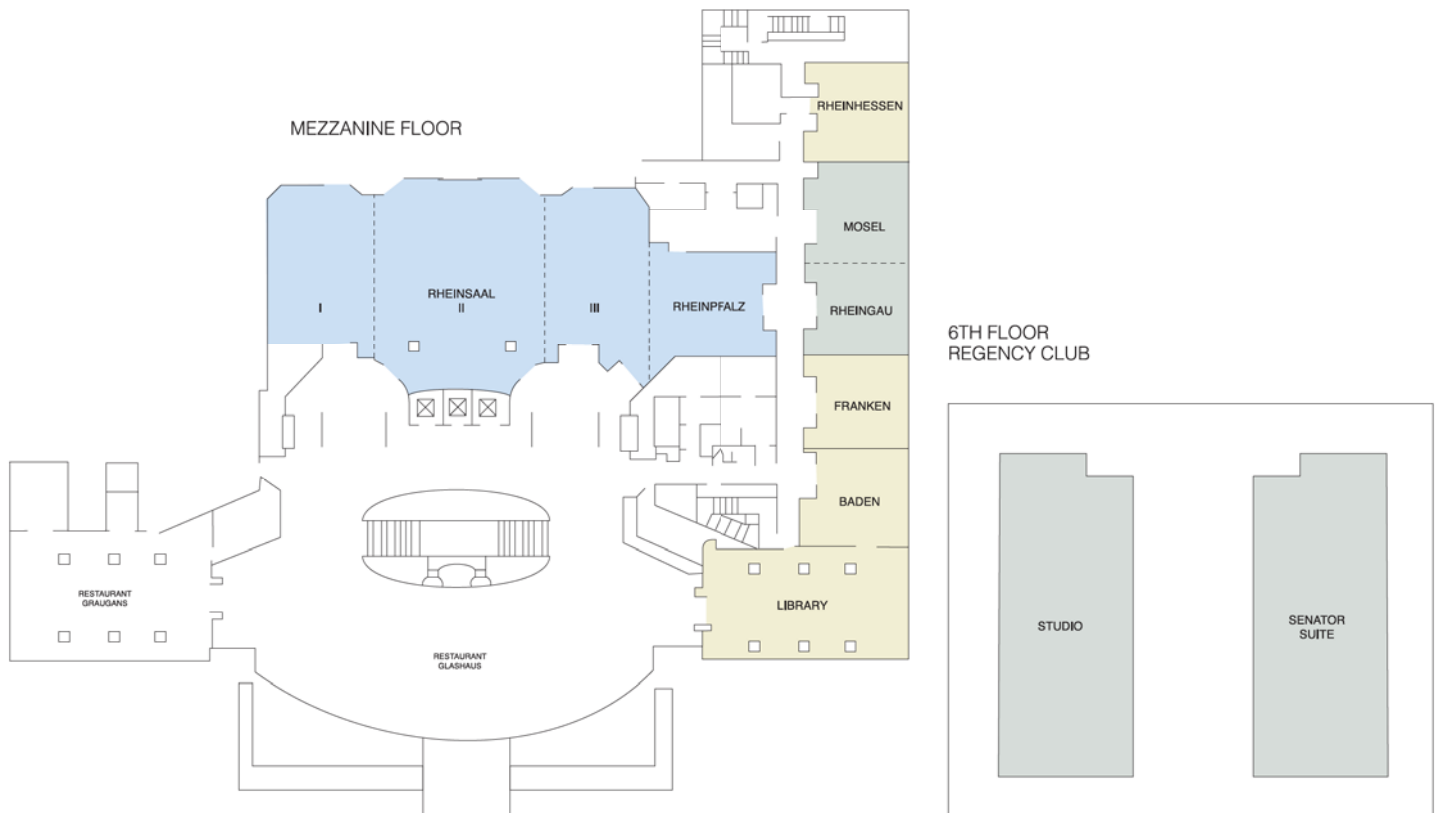 MEZZANINE FLOOR
RHEINHESSEN
MOSEL
RHEINSAAL
I
II
III
RHEINPFALZ
RHEINGAU
FRANKEN
BADEN
LIBRARY
RESTAURANT
GRAUGANS
RESTAURANT
GLASHAUS
6TH FLOOR
REGENCY CLUB
STUDIO
SENATOR
SUITE